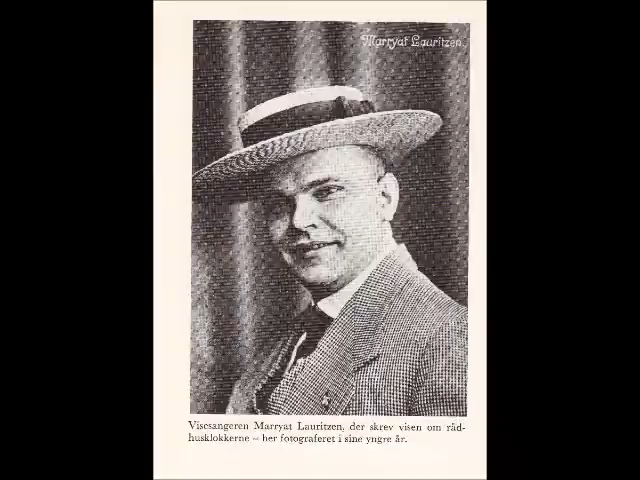 Marryat Lauritzen.
Visesangeren Marryat Lauritzen, der skrev visen om råd-
husklokkerne – her fotograferet i sine yngre år.